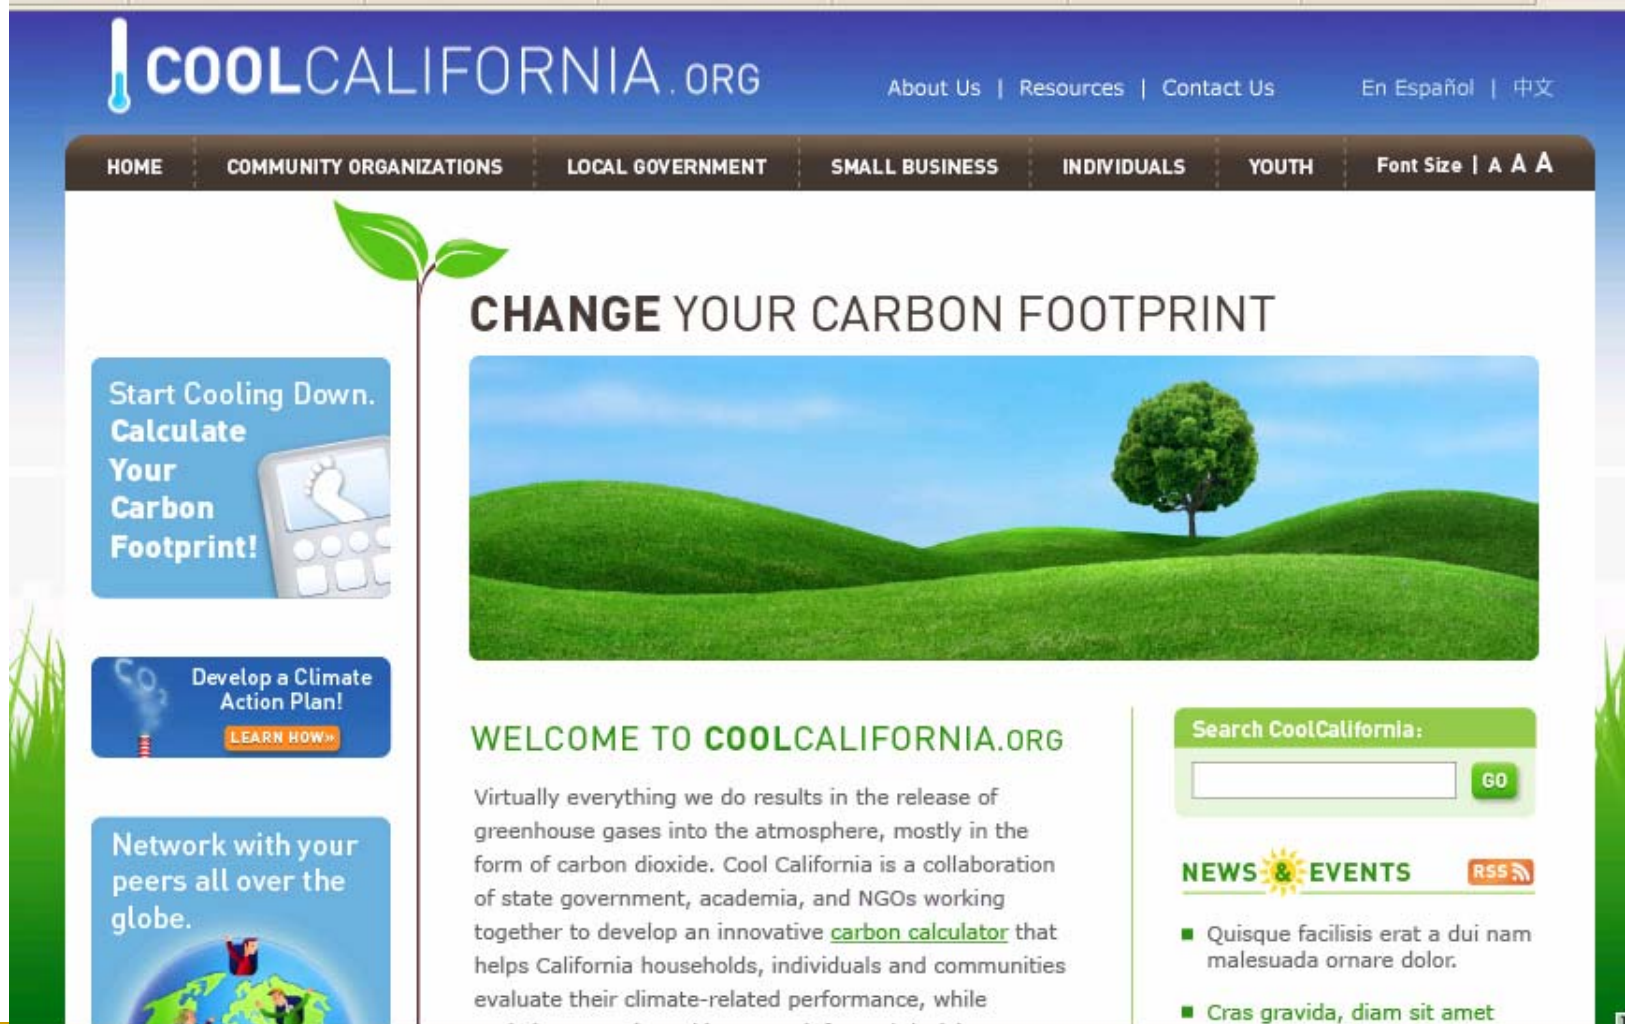 COOLCALIFORNIA.ORG
About Us | Resources | Contact Us
En Español | 中文
HOME
COMMUNITY ORGANIZATIONS
LOCAL GOVERNMENT
SMALL BUSINESS
INDIVIDUALS
YOUTH
Font Size | A A A
CHANGE YOUR CARBON FOOTPRINT
Start Cooling Down.
Calculate
Your
Carbon
Footprint!
CO2
Develop a Climate
Action Plan!
LEARN HOW»
Network with your
peers all over the
globe.
WELCOME TO COOLCALIFORNIA.ORG
Virtually everything we do results in the release of
greenhouse gases into the atmosphere, mostly in the
form of carbon dioxide. Cool California is a collaboration
of state government, academia, and NGOs working
together to develop an innovative carbon calculator that
helps California households, individuals and communities
evaluate their climate-related performance, while
Search CoolCalifornia:
GO
NEWS & EVENTS
RSS
Quisque facilisis erat a dui nam
malesuada ornare dolor.
Cras gravida, diam sit amet